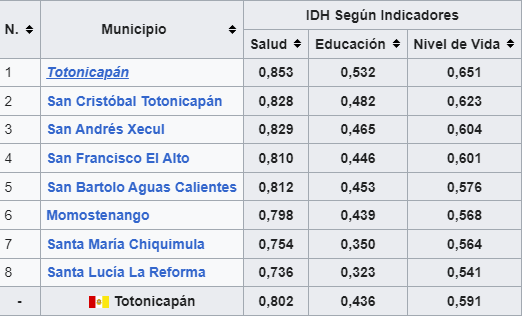 N. Municipio IDH Según Indicadores
Salud Educación Nivel de Vida
1 Totonicapán 0,853 0,532 0,651
2 San Cristóbal Totonicapán 0,828 0,482 0,623
3 San Andrés Xecul 0,829 0,465 0,604
4 San Francisco El Alto 0,810 0,446 0,601
5 San Bartolo Aguas Calientes 0,812 0,453 0,576
6 Momostenango 0,798 0,439 0,568
7 Santa María Chiquimula 0,754 0,350 0,564
8 Santa Lucía La Reforma 0,736 0,323 0,541
- Totonicapán 0,802 0,436 0,591